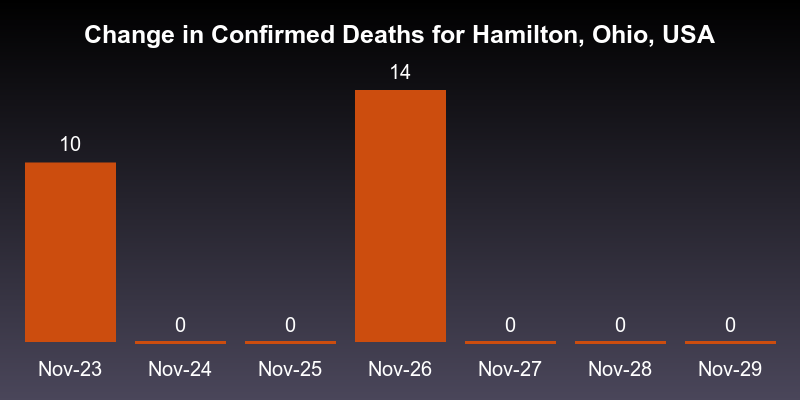 Change in Confirmed Deaths for Hamilton, Ohio, USA
10
0
0
14
0
0
0
Nov-23
Nov-24
Nov-25
Nov-26
Nov-27
Nov-28
Nov-29